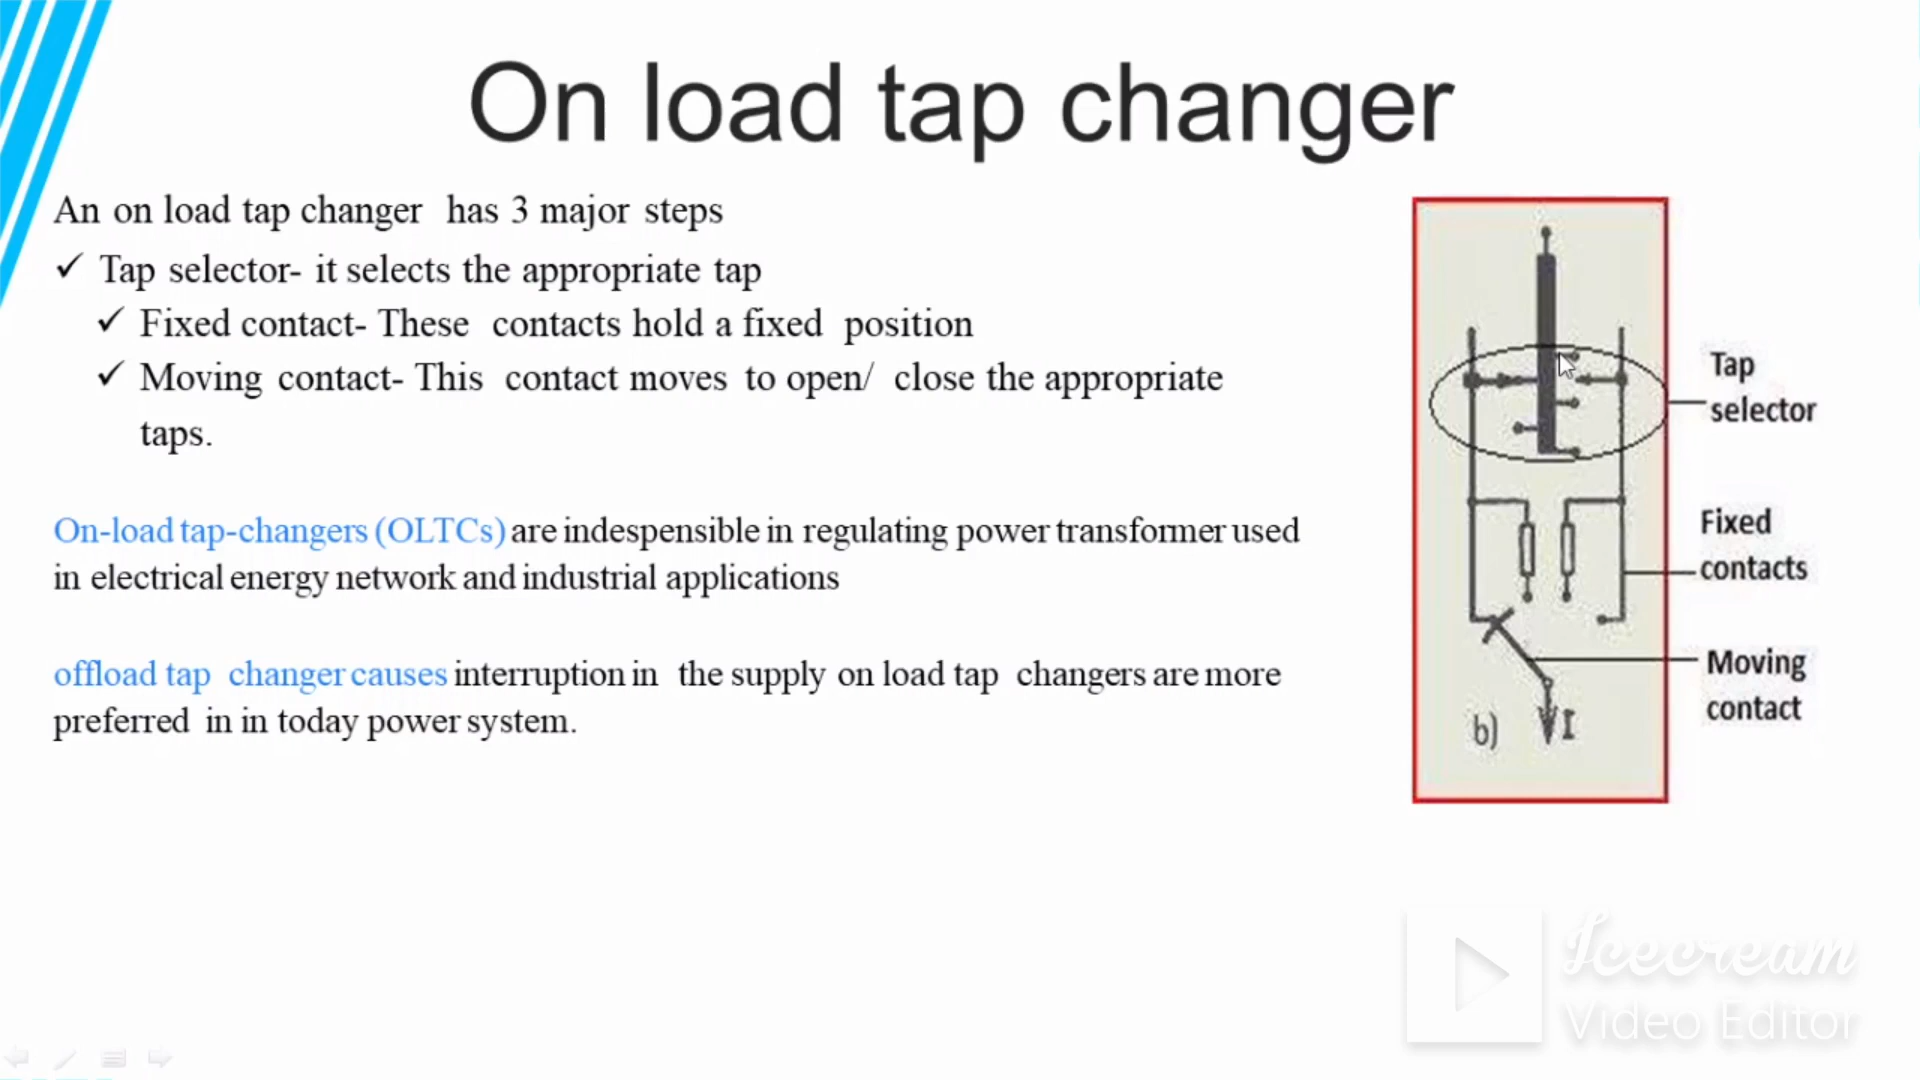 On load tap changer
An on load tap changer has 3 major steps
✓ Tap selector- it selects the appropriate tap
✓ Fixed contact- These contacts hold a fixed position
✓ Moving contact- This contact moves to open/ close the appropriate
taps.
On-load tap-changers (OLTCs) are indespensible in regulating power transformer used
in electrical energy network and industrial applications
offload tap changer causes interruption in the supply on load tap changers are more
preferred in in today power system.
Tap
selector
Fixed
contacts
Moving
contact
b) I
Icecream
Video Editor